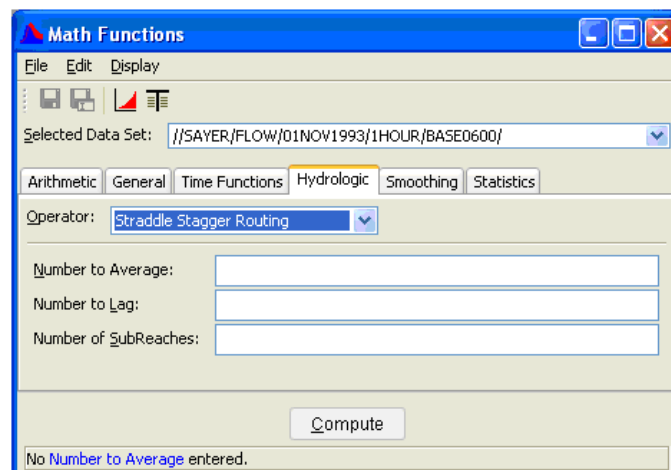 Math Functions
File Edit Display
Selected Data Set: //SAYER/FLOW/01NOV1993/1HOUR/BASE0600/
Arithmetic General Time Functions Hydrologic Smoothing Statistics
Operator: Straddle Stagger Routing
Number to Average:
Number to Lag:
Number of SubReaches:
Compute
No Number to Average entered.